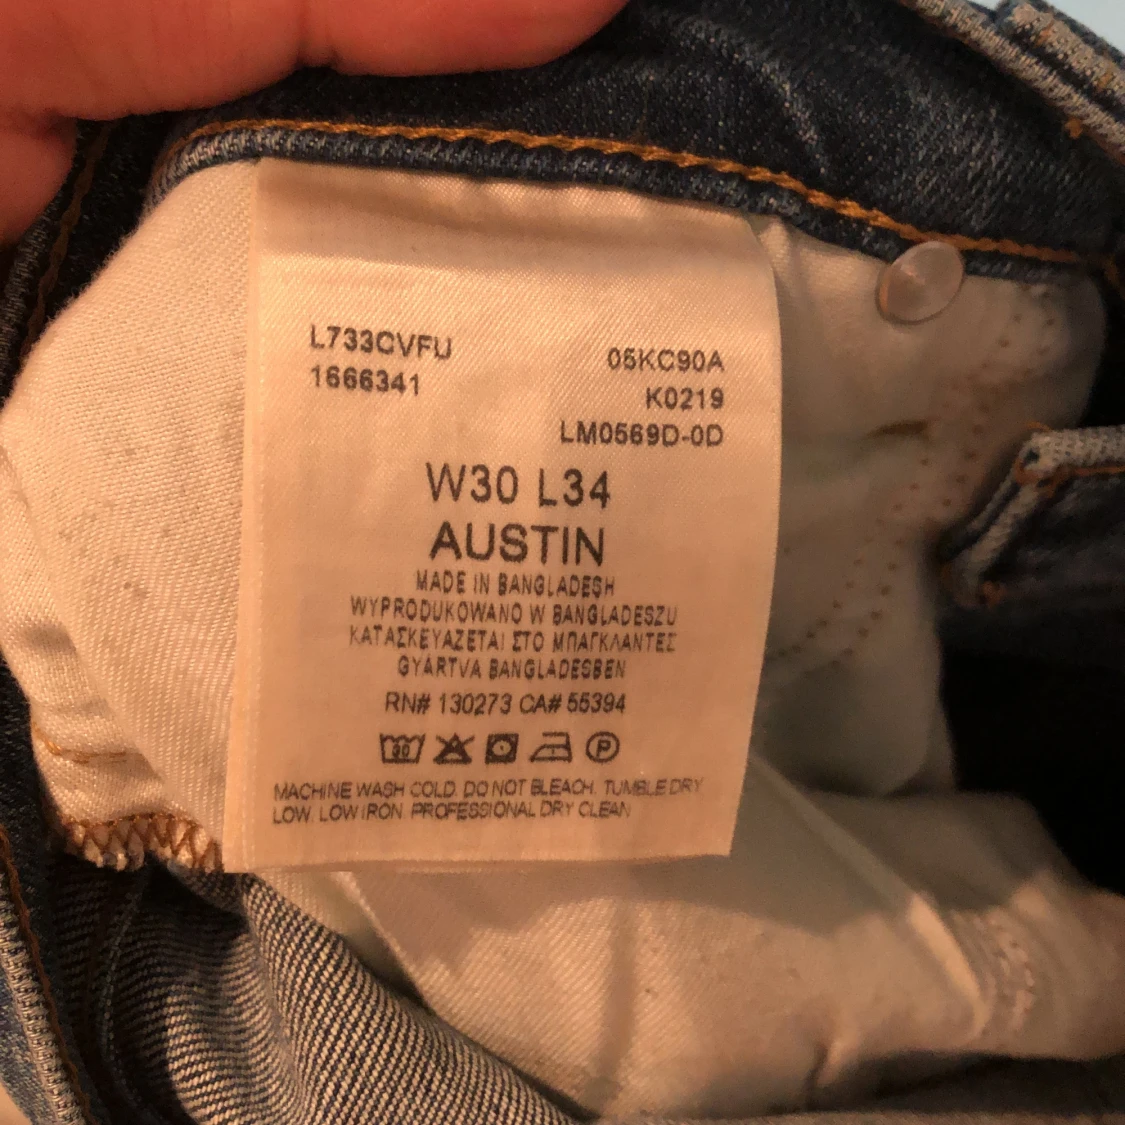 L733CVFU
1666341
05KC90A
K0219
LM0569D-0D
W30 L34
AUSTIN
MADE IN BANGLADESH
WYPRODUKOWANO W BANGLADESZU
ΚΑΤΑΣΚΕΥΑΖΕΤΑΙ ΣΤΟ ΜΠΑΓΚΛΑΝΤΕΣ
GYÁRTVA BANGLADESBEN
RN# 130273 CA# 55394
30 P
MACHINE WASH COLD. DO NOT BLEACH. TUMBLE DRY
LOW. LOW IRON. PROFESSIONAL DRY CLEAN.